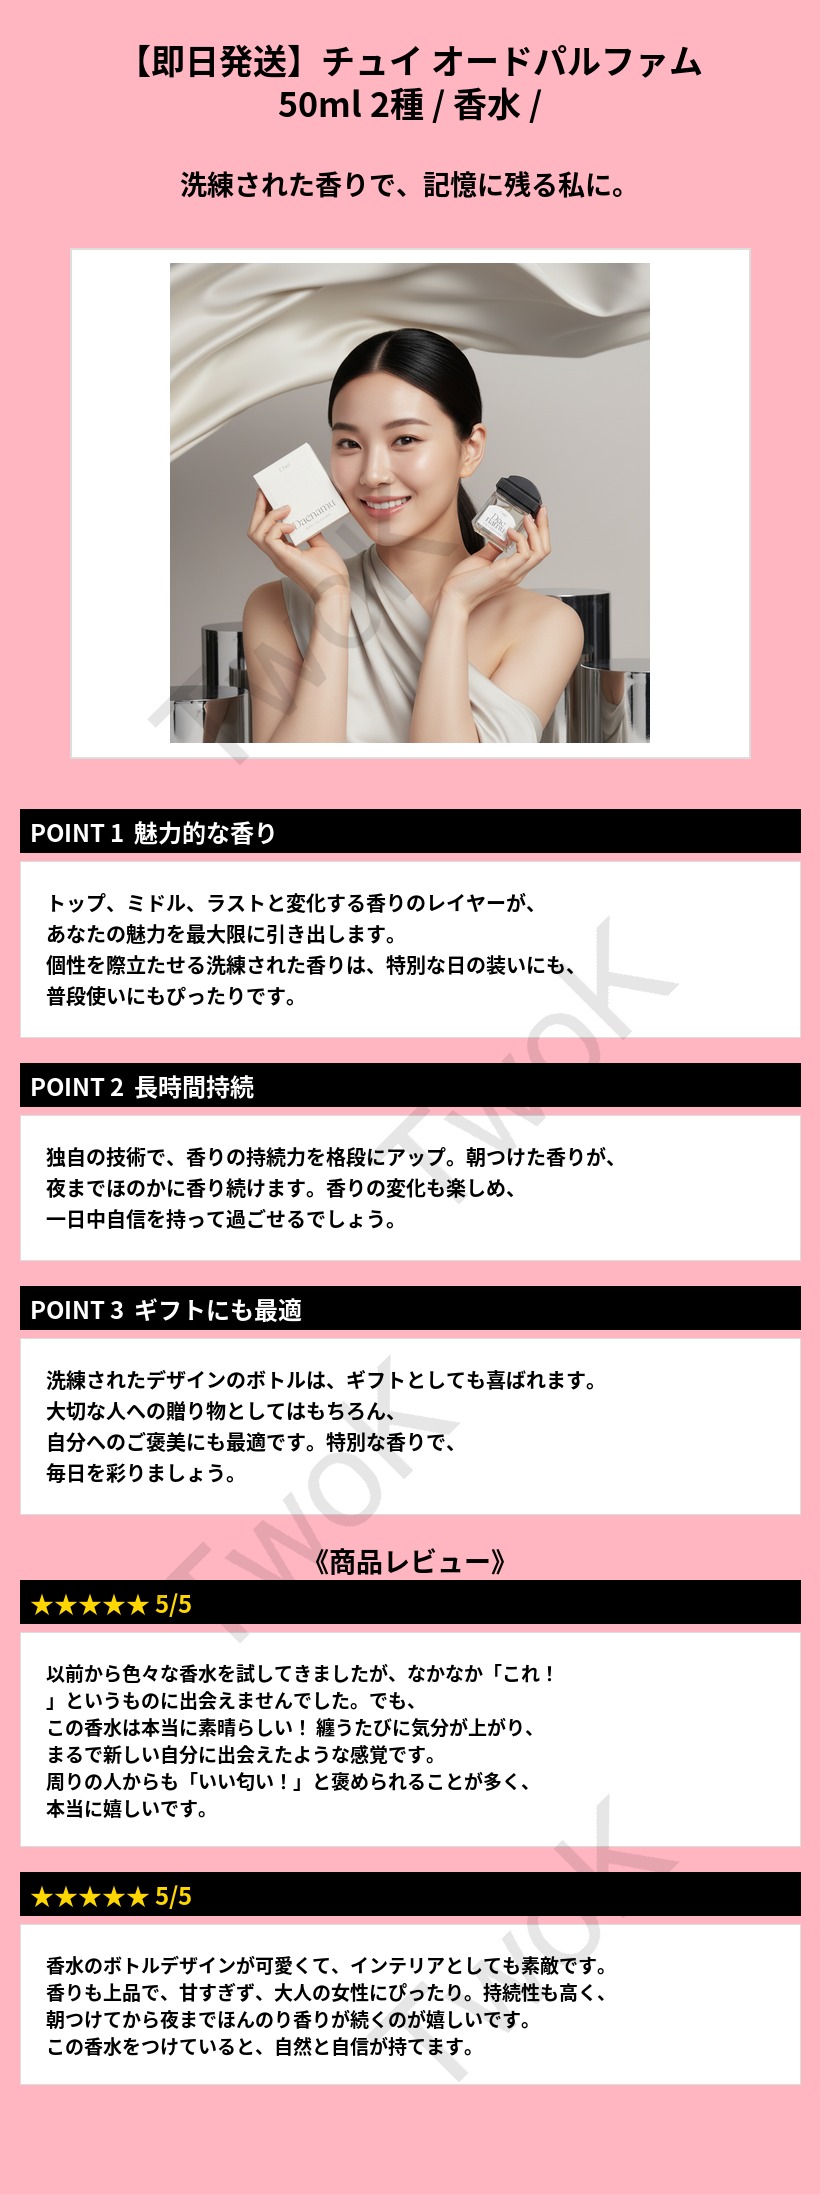 【即日発送】チュイ オードパルファム
50ml 2種 / 香水 /
洗練された香りで、記憶に残る私に。
Daenamu
Dae
namu
TwoK
POINT 1 魅力的な香り
トップ、ミドル、ラストと変化する香りのレイヤーが、
あなたの魅力を最大限に引き出します。
個性を際立たせる洗練された香りは、特別な日の装いにも、
普段使いにもぴったりです。
TwoK
POINT 2 長時間持続
独自の技術で、香りの持続力を格段にアップ。朝つけた香りが、
夜までほのかに香り続けます。香りの変化も楽しめ、
一日中自信を持って過ごせるでしょう。
POINT 3 ギフトにも最適
洗練されたデザインのボトルは、ギフトとしても喜ばれます。
大切な人への贈り物としてはもちろん、
自分へのご褒美にも最適です。特別な香りで、
毎日を彩りましょう。
TwoK
《商品レビュー》
★★★★★ 5/5
以前から色々な香水を試してきましたが、なかなか「これ！
」というものに出会えませんでした。でも、
この香水は本当に素晴らしい！ 纏うたびに気分が上がり、
まるで新しい自分に出会えたような感覚です。
周りの人からも「いい匂い！」と褒められることが多く、
本当に嬉しいです。
★★★★★ 5/5
香水のボトルデザインが可愛くて、インテリアとしても素敵です。
香りも上品で、甘すぎず、大人の女性にぴったり。持続性も高く、
朝つけてから夜までほんのり香りが続くのが嬉しいです。
この香水をつけていると、自然と自信が持てます。
TwoK